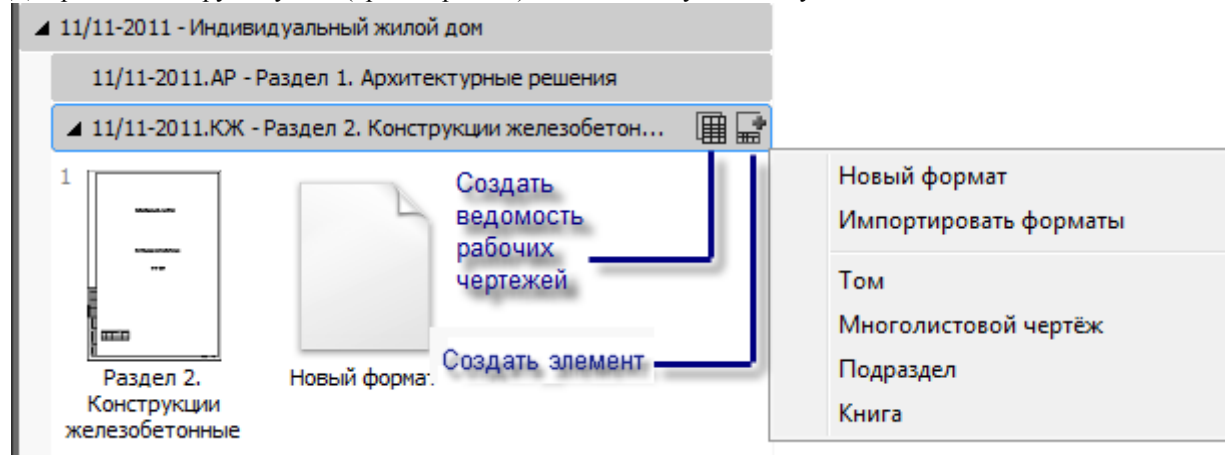 11/11-2011 - Индивидуальный жилой дом
11/11-2011.АР - Раздел 1. Архитектурные решения
11/11-2011.КЖ - Раздел 2. Конструкции железобетон...
1
Создать
ведомость
рабочих
чертежей
Создать элемент
Раздел 2.
Конструкции
железобетонные
Новый формат
Новый формат
Импортировать форматы
Том
Многолистовой чертёж
Подраздел
Книга